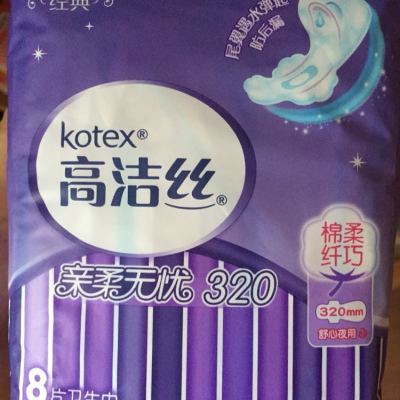 经典
尾翼遇水弹起
防后漏
kotex®
高洁丝®
亲柔无忧 320
棉柔
纤巧
320mm
舒心夜用
8片卫生巾